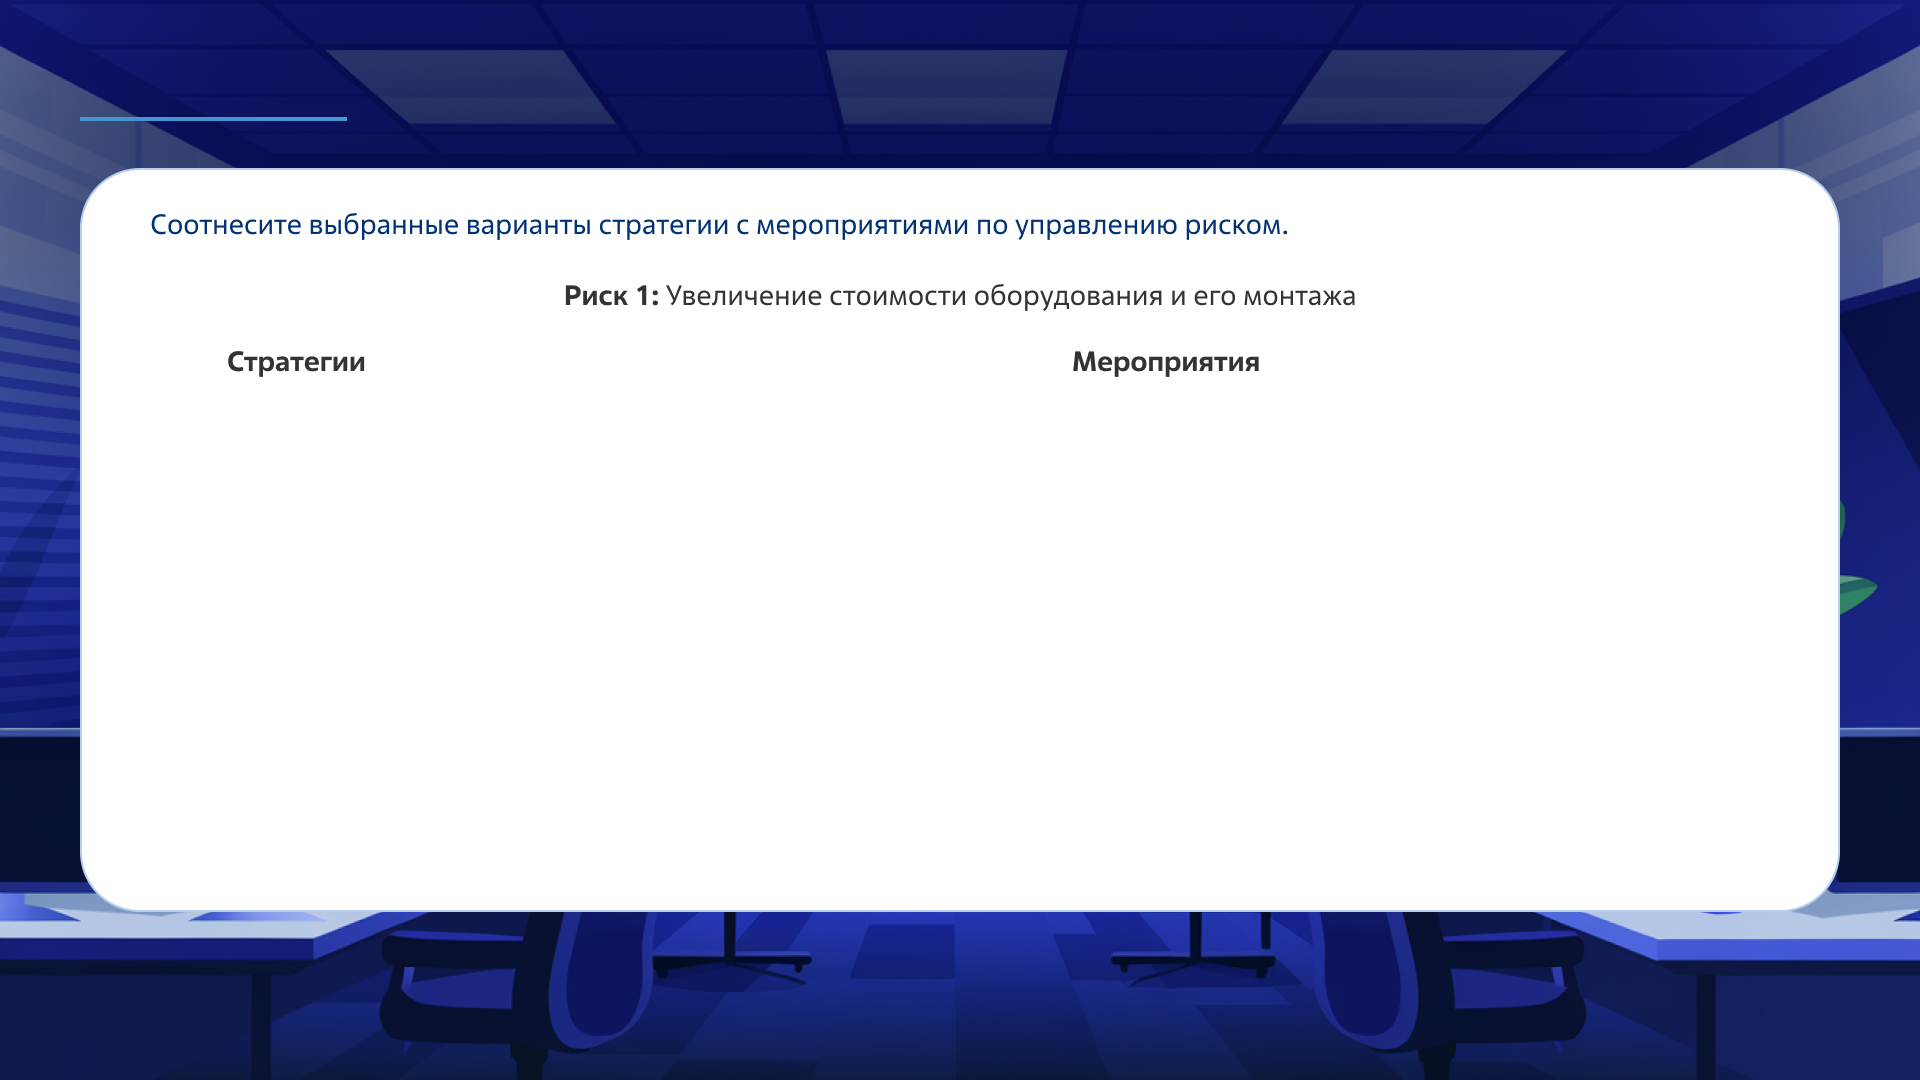 Соотнесите выбранные варианты стратегии с мероприятиями по управлению риском.
Риск 1: Увеличение стоимости оборудования и его монтажа
Стратегии
Мероприятия